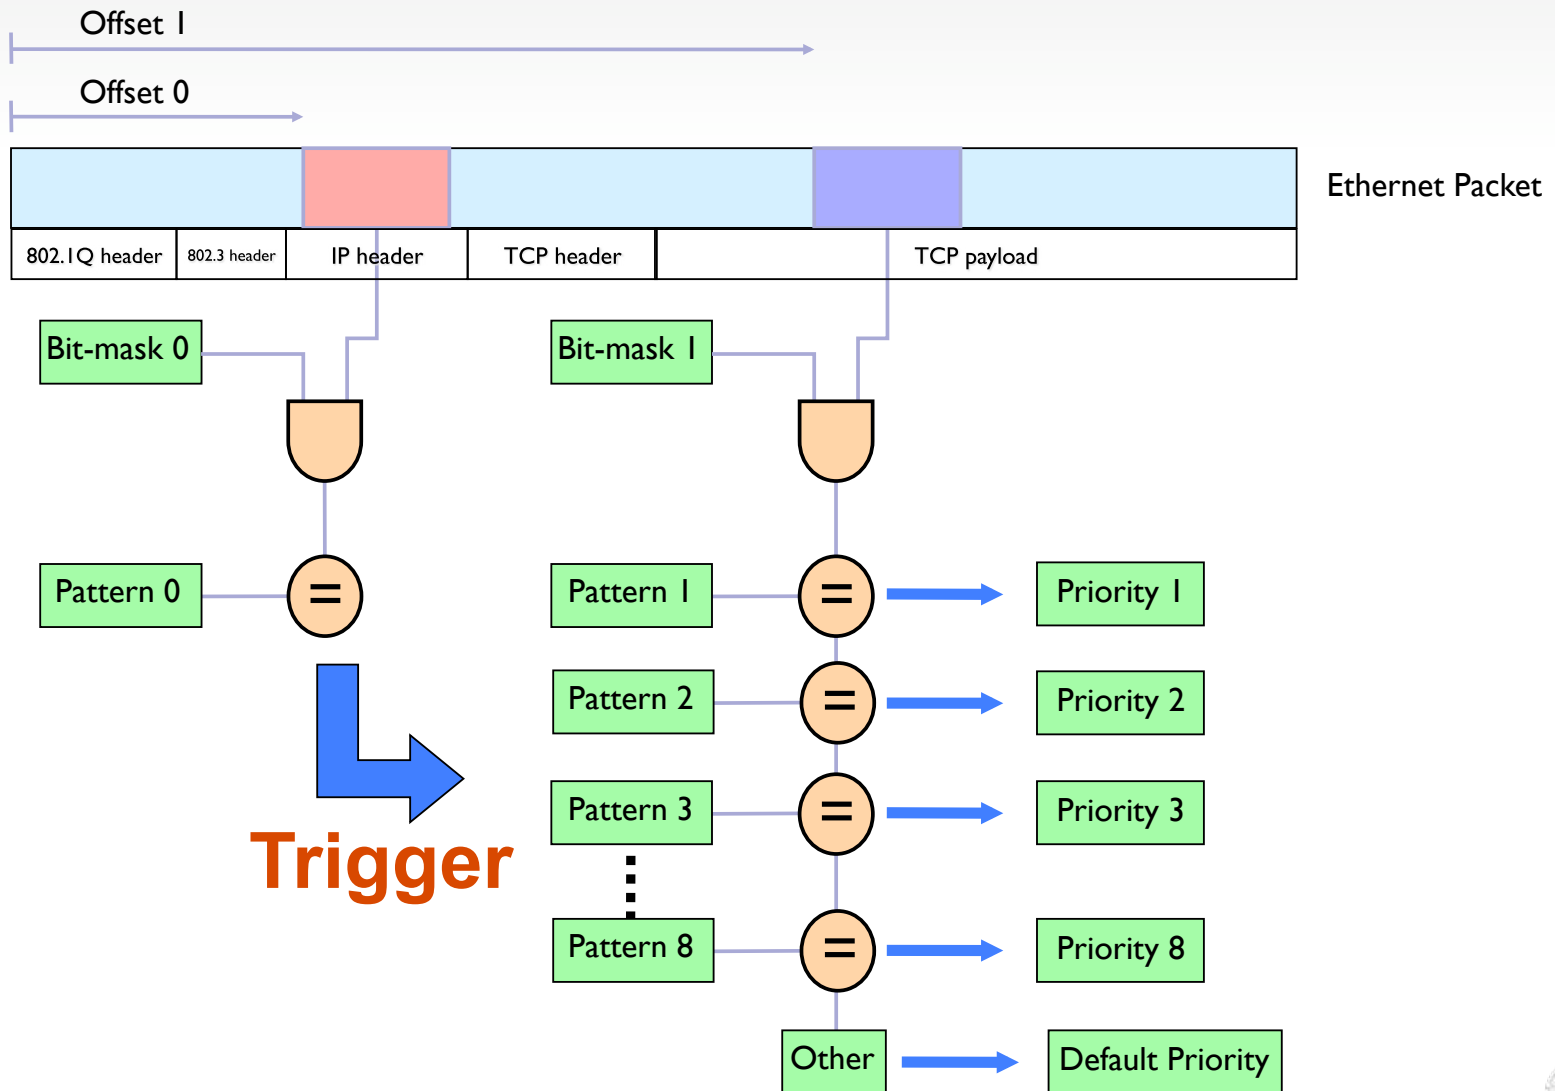 Offset 1
Offset 0
Ethernet Packet
802.1Q header
802.3 header
IP header
TCP header
TCP payload
Bit-mask 0
Bit-mask 1
Pattern 0
=
Pattern 1
=
Priority 1
Pattern 2
=
Priority 2
Trigger
Pattern 3
=
Priority 3
Pattern 8
=
Priority 8
Other
Default Priority